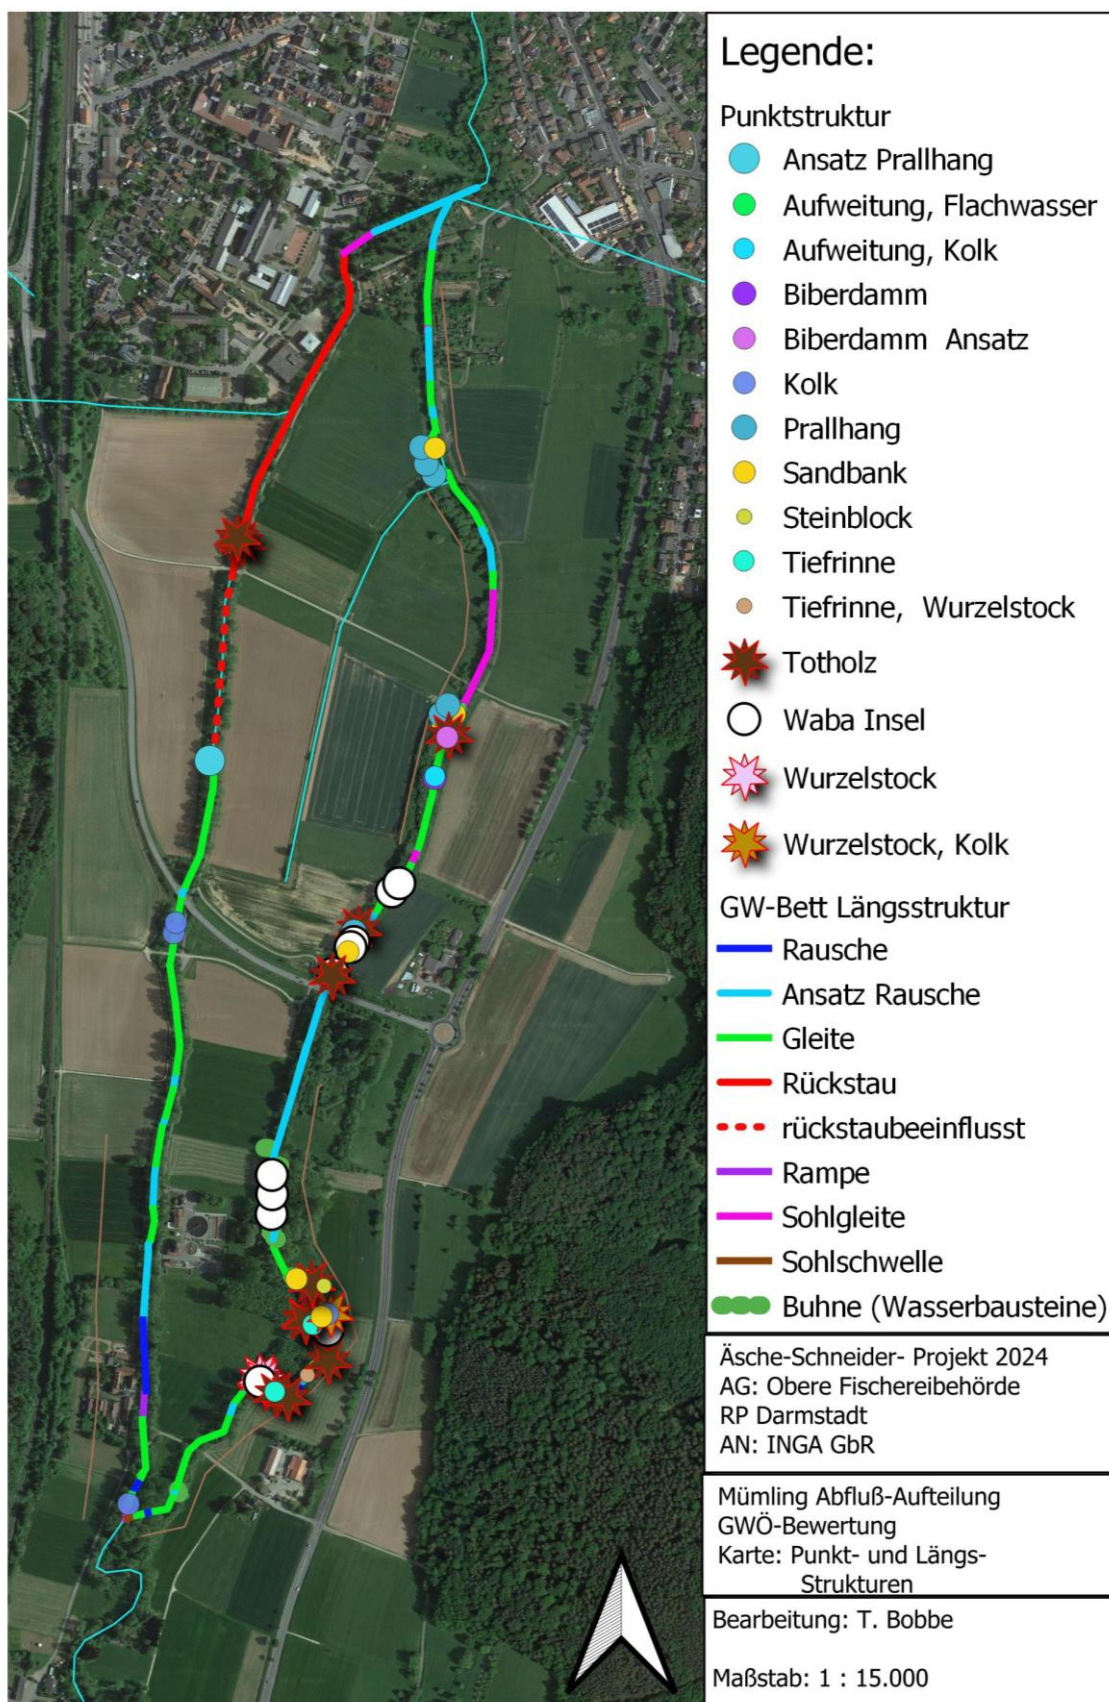 Legende:
Punktstruktur
Ansatz Prallhang
Aufweitung, Flachwasser
Aufweitung, Kolk
Biberdamm
Biberdamm Ansatz
Kolk
Prallhang
Sandbank
Steinblock
Tiefrinne
Tiefrinne, Wurzelstock
Totholz
Waba Insel
Wurzelstock
Wurzelstock, Kolk
GW-Bett Längsstruktur
Rausche
Ansatz Rausche
Gleite
Rückstau
rückstaubeeinflusst
Rampe
Sohlgleite
Sohlschwelle
Buhne (Wasserbausteine)
Äsche-Schneider- Projekt 2024
AG: Obere Fischereibehörde
RP Darmstadt
AN: INGA GbR
Mümling Abfluß-Aufteilung
GWÖ-Bewertung
Karte: Punkt- und Längs-
Strukturen
Bearbeitung: T. Bobbe
Maßstab: 1 : 15.000